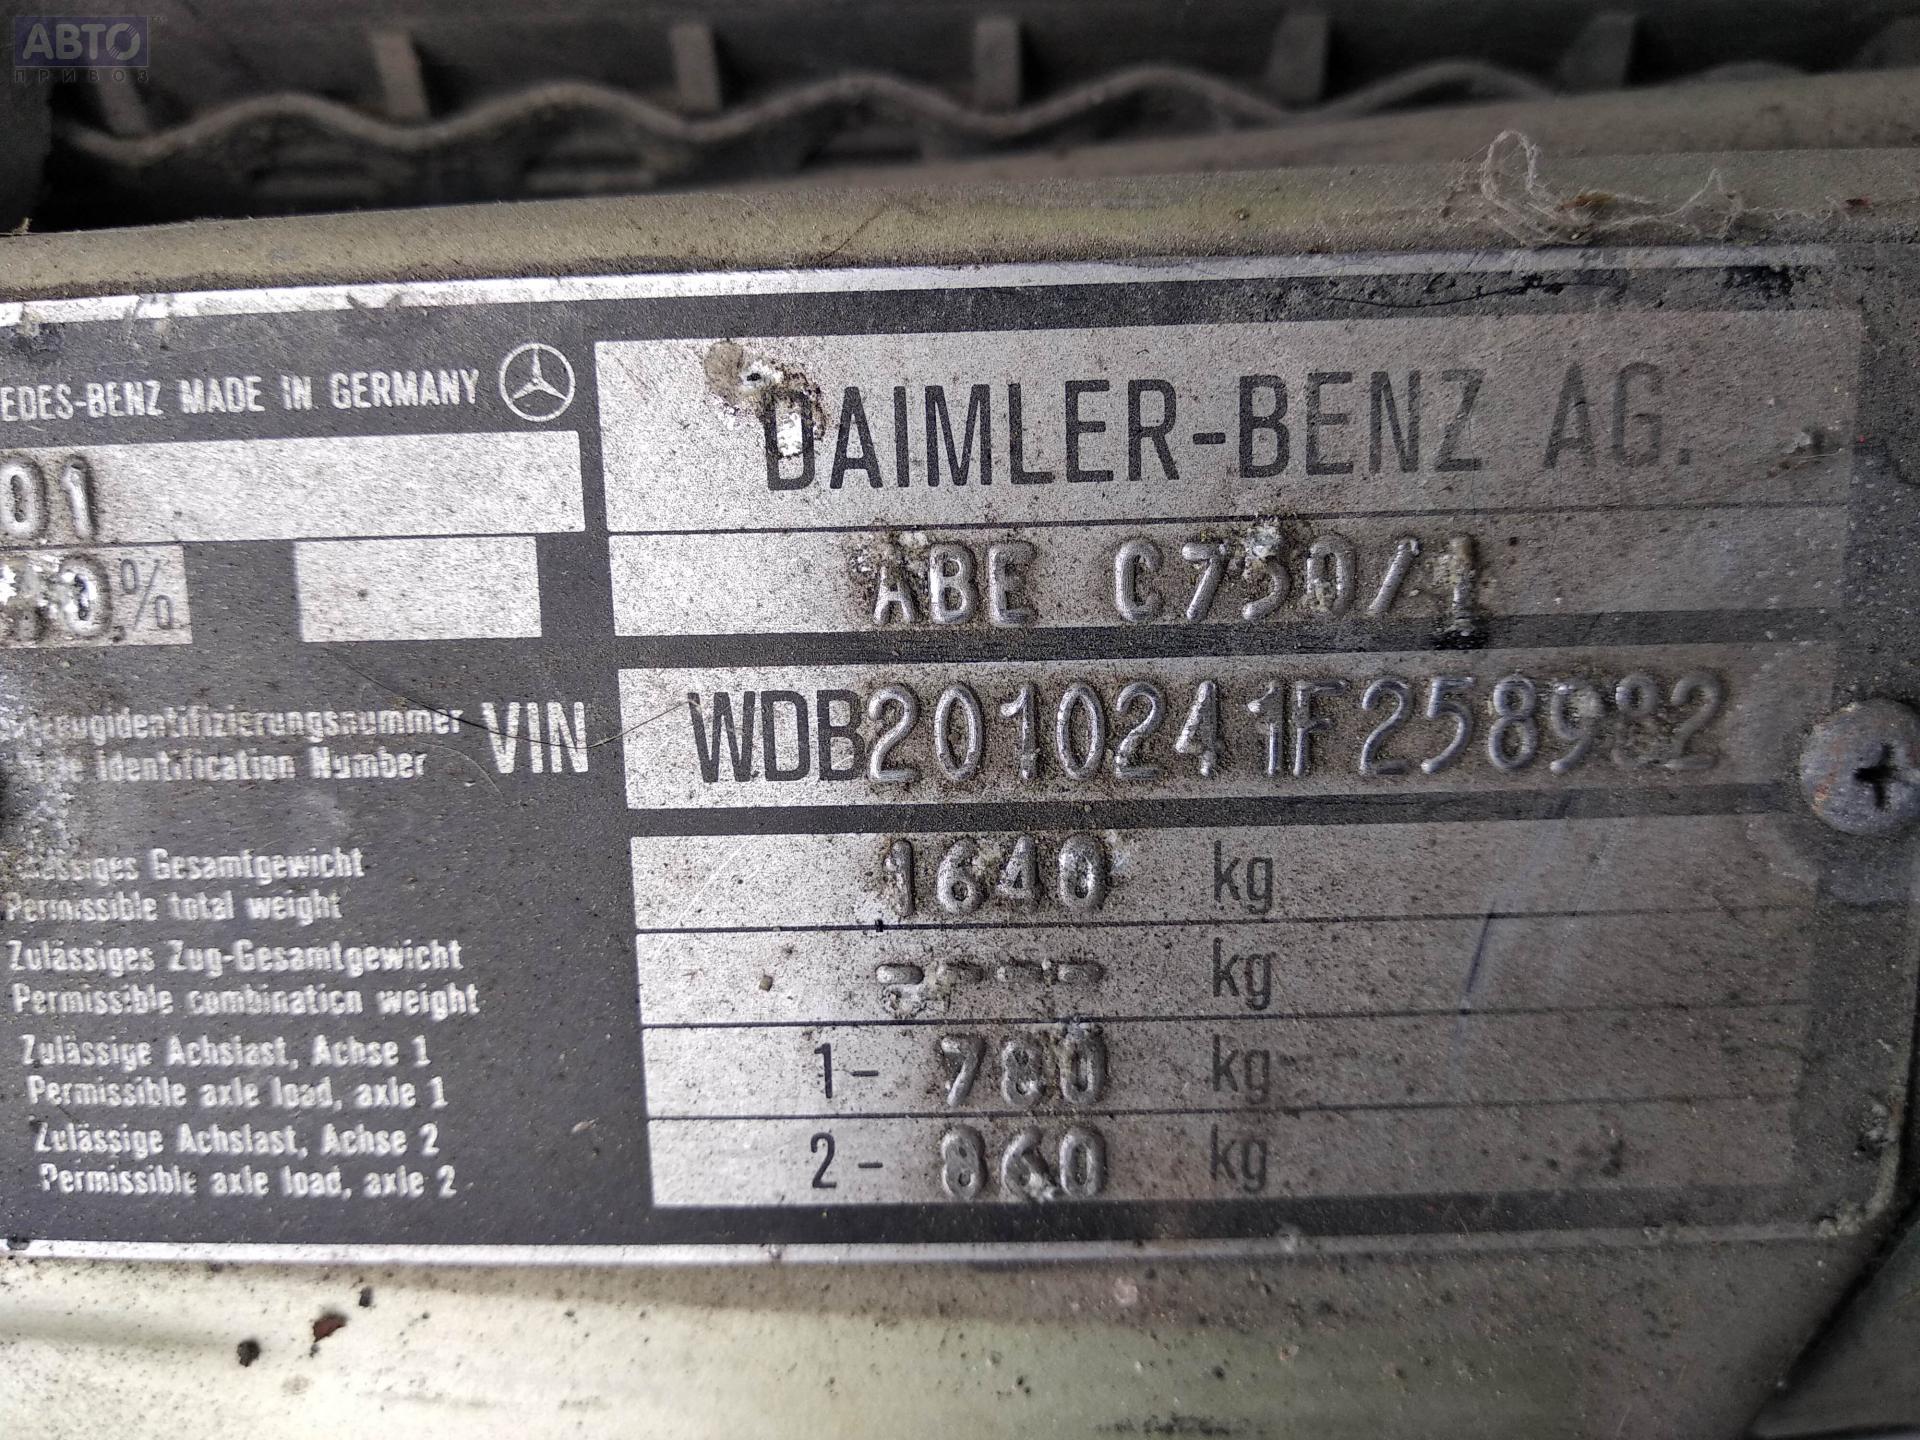 АВТО
ПРИВОЗ
EDES-BENZ MADE IN GERMANY
DAIMLER-BENZ AG.
01
%
ABE C750/1
VIN WDB2010241F258982
Identification Number
Gesamtgewicht
Permissible total weight
1640 kg
Zulässiges Zug-Gesamtgewicht
Permissible combination weight
---- kg
Zulässige Achslast, Achse 1
Permissible axle load, axle 1
1- 780 kg
Zulässige Achslast, Achse 2
Permissible axle load, axle 2
2- 860 kg